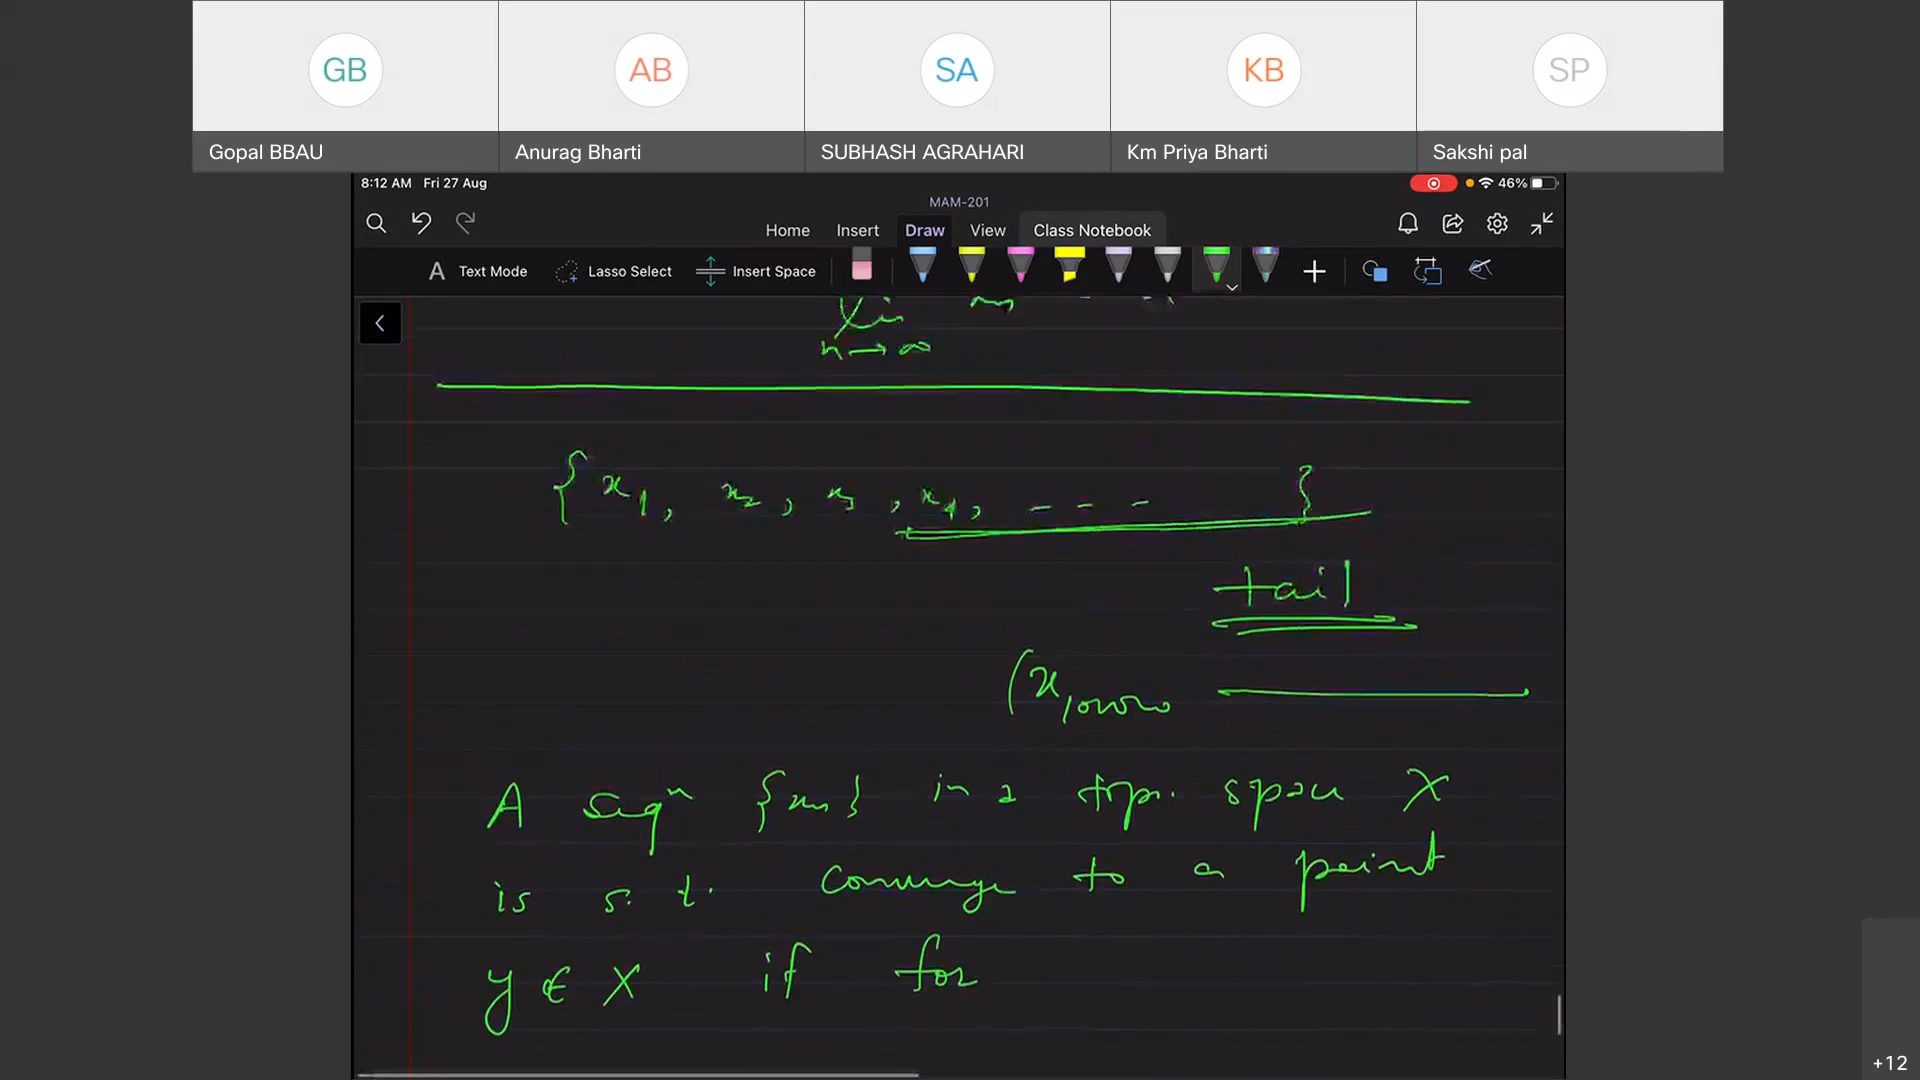 GB AB SA KB SP
Gopal BBAU Anurag Bharti SUBHASH AGRAHARI Km Priya Bharti Sakshi pal
8:12 AM Fri 27 Aug 46%
MAM-201
Home Insert Draw View Class Notebook
A Text Mode Lasso Select Insert Space
n → ∞
{ x1, x2, x3, x4, - - - }
tail
A seqn {xn} in a top. space X
is s.t. converge to a point
y ∈ X if for
+12